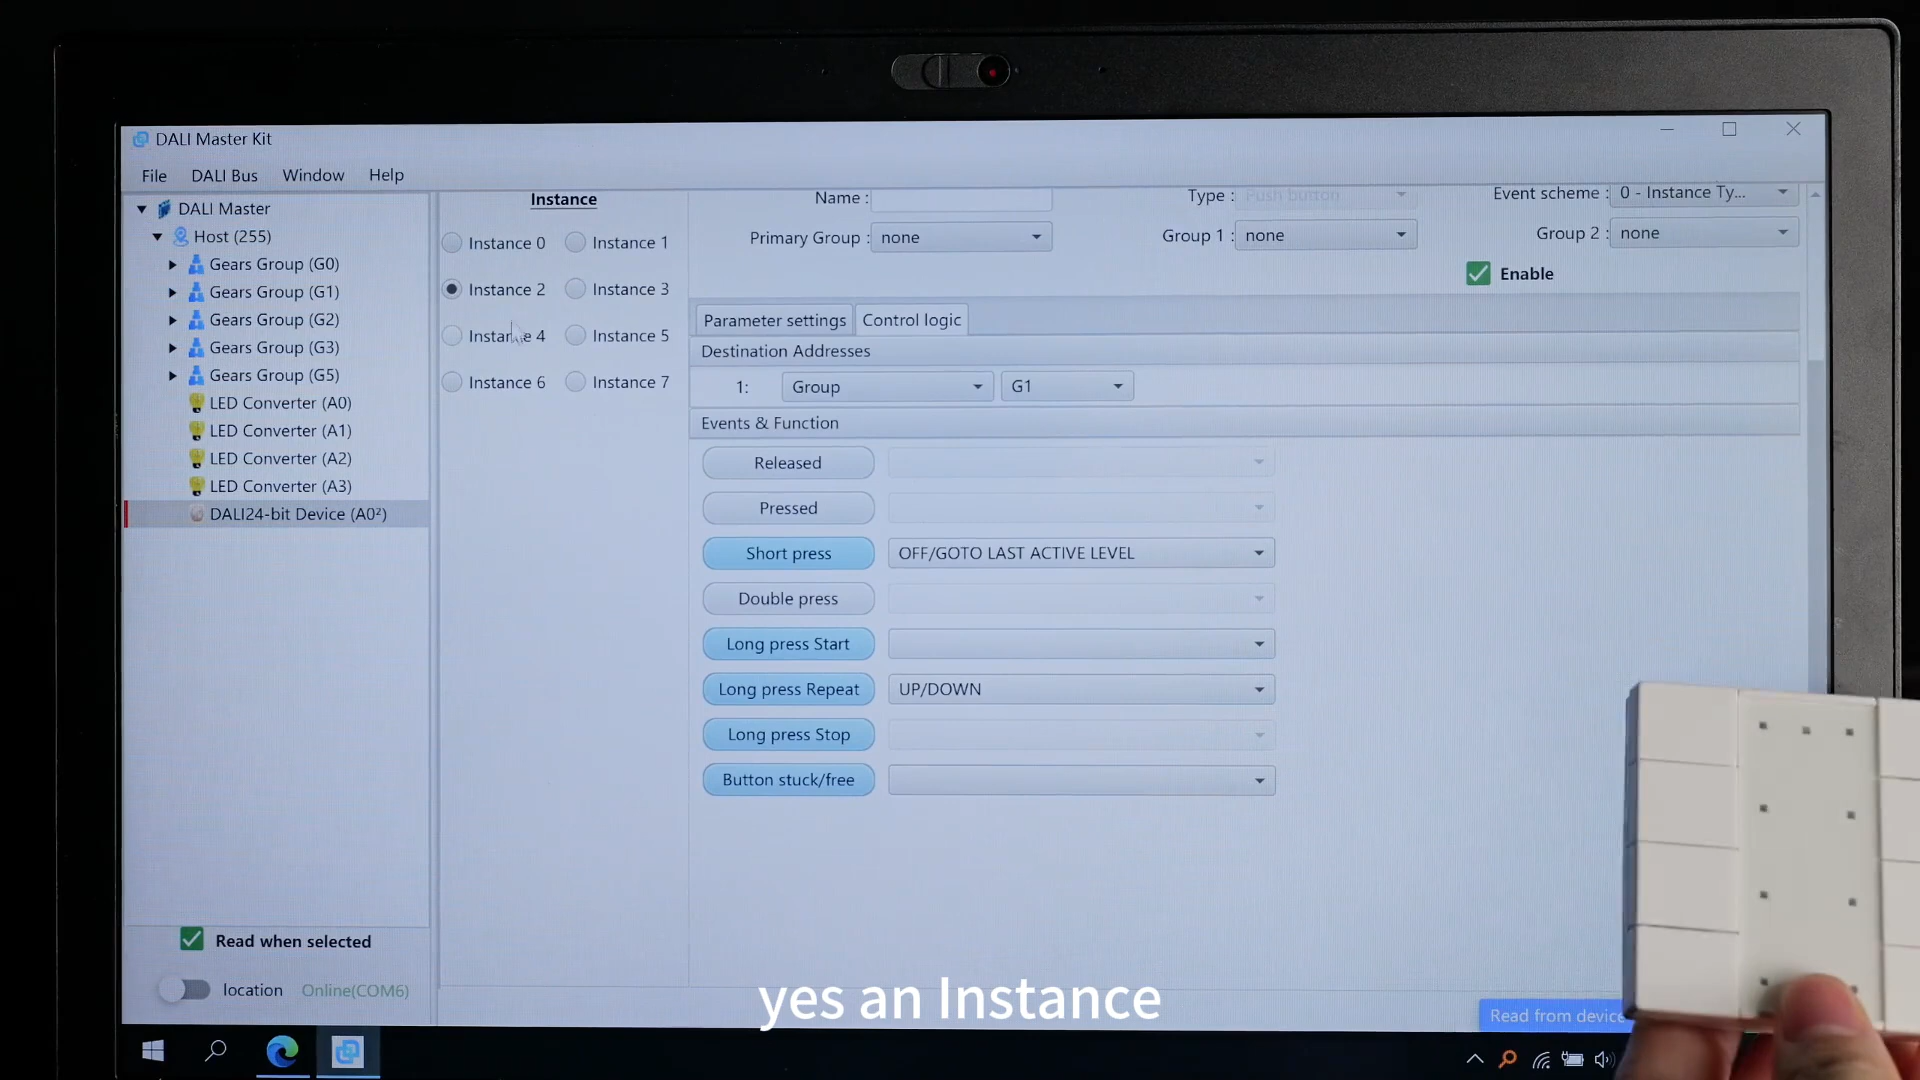 DALI Master Kit
File DALI Bus Window Help
DALI Master
Host (255)
Gears Group (G0)
Gears Group (G1)
Gears Group (G2)
Gears Group (G3)
Gears Group (G5)
LED Converter (A0)
LED Converter (A1)
LED Converter (A2)
LED Converter (A3)
DALI24-bit Device (A0²)
Read when selected
location Online(COM6)
Instance
Instance 0 Instance 1
Instance 2 Instance 3
Instance 4 Instance 5
Instance 6 Instance 7
Name : Type : Push button Event scheme : 0 - Instance Ty...
Primary Group : none Group 1 : none Group 2 : none
Enable
Parameter settings Control logic
Destination Addresses
1: Group G1
Events & Function
Released
Pressed
Short press OFF/GOTO LAST ACTIVE LEVEL
Double press
Long press Start
Long press Repeat UP/DOWN
Long press Stop
Button stuck/free
Read from device
yes an Instance